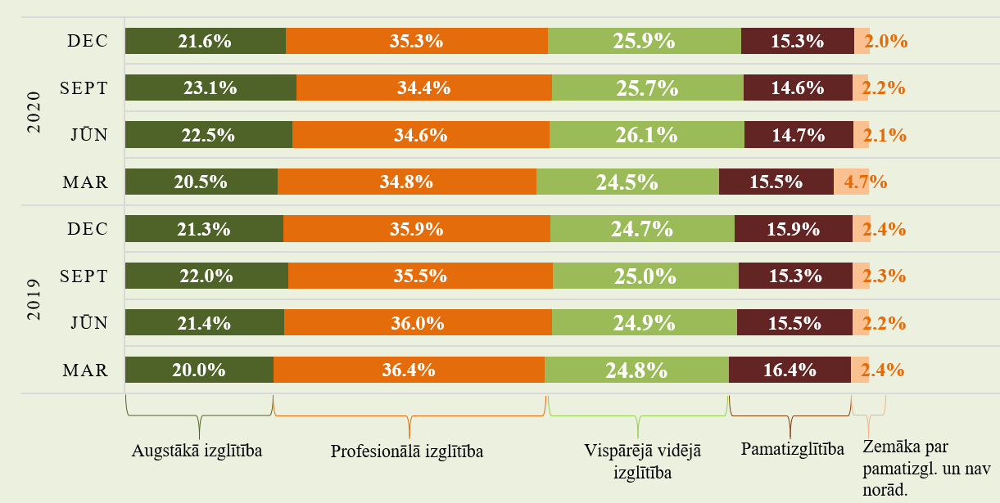 2020
DEC 21.6% 35.3% 25.9% 15.3% 2.0%
SEPT 23.1% 34.4% 25.7% 14.6% 2.2%
JŪN 22.5% 34.6% 26.1% 14.7% 2.1%
MAR 20.5% 34.8% 24.5% 15.5% 4.7%
2019
DEC 21.3% 35.9% 24.7% 15.9% 2.4%
SEPT 22.0% 35.5% 25.0% 15.3% 2.3%
JŪN 21.4% 36.0% 24.9% 15.5% 2.2%
MAR 20.0% 36.4% 24.8% 16.4% 2.4%
Augstākā izglītība
Profesionālā izglītība
Vispārējā vidējā
izglītība
Pamatizglītība
Zemāka par
pamatizgl. un nav
norād.